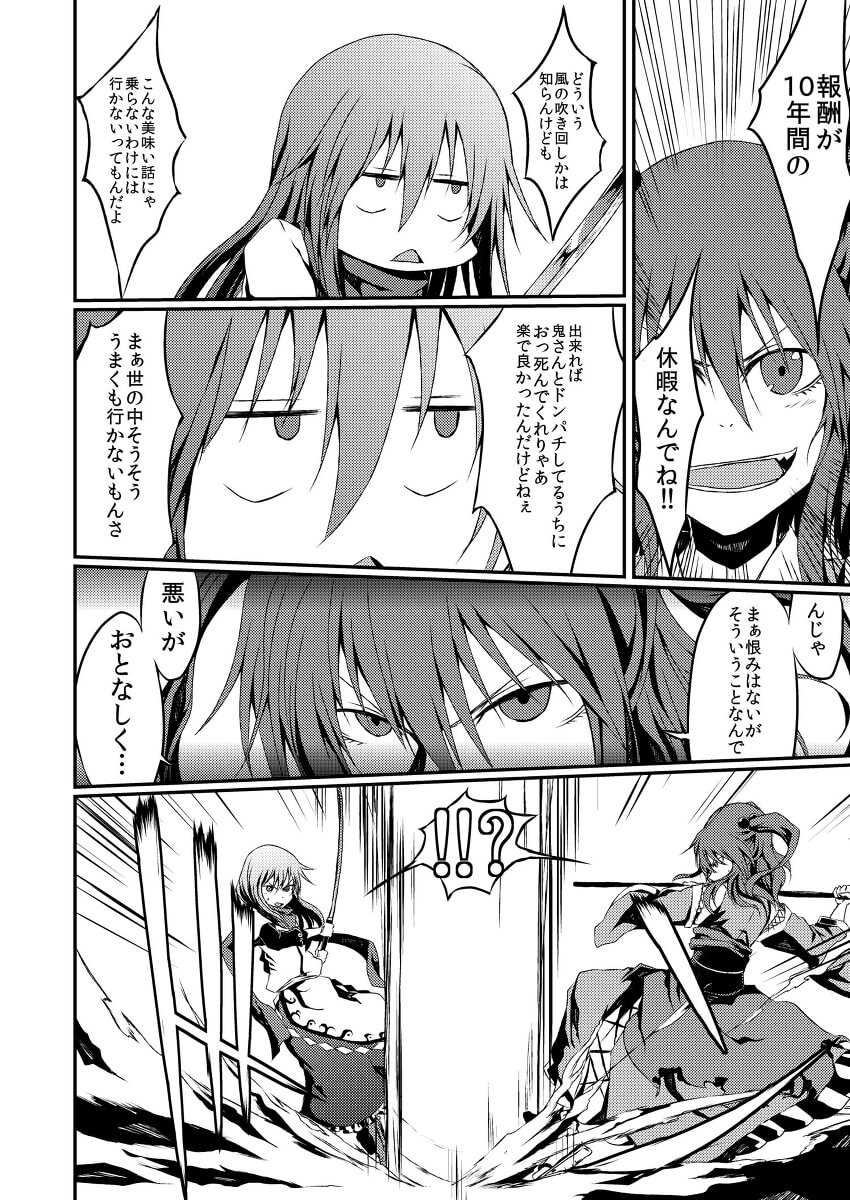 報酬が
10年間の
休暇なんでね!!
どういう
風の吹き回しかは
知らんけども
こんな美味い話にゃ
乗らないわけには
行かないってもんだよ
出来れば
鬼さんとドンパチしてるうちに
おっ死んでくれりゃあ
楽で良かったんだけどねぇ
まぁ世の中そうそう
うまくも行かないもんさ
んじゃ
まぁ恨みはないが
そういうことなんで
悪いが
おとなしく…
!!?